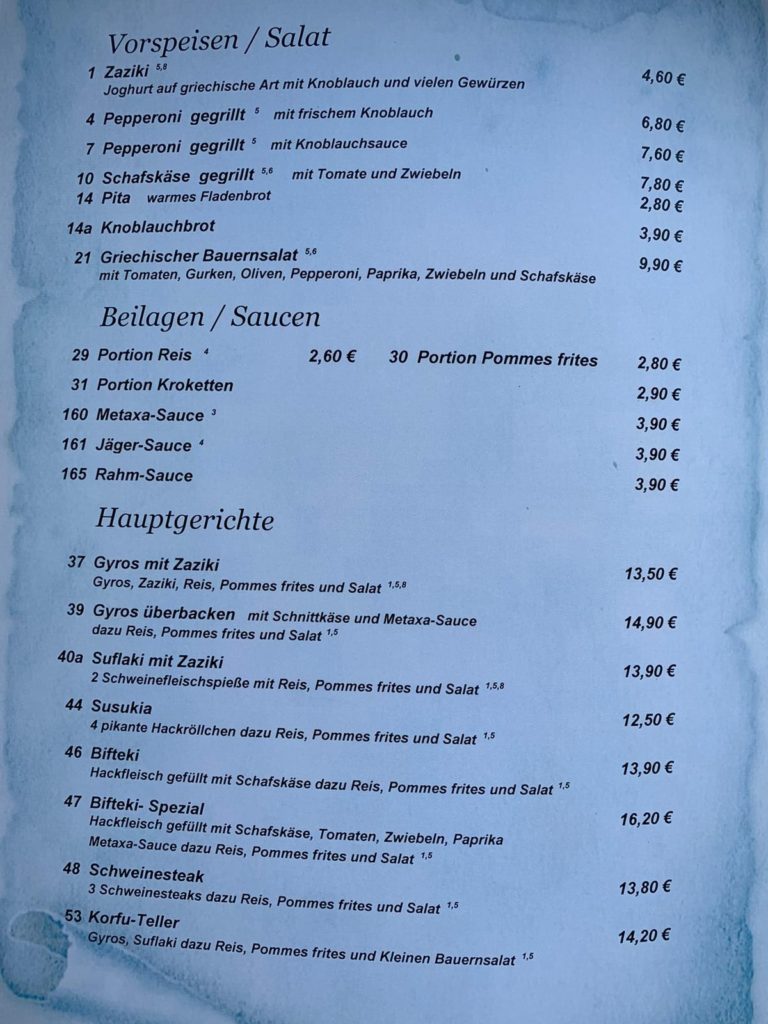 Vorspeisen / Salat
1 Zaziki 5,8 4,60 €
Joghurt auf griechische Art mit Knoblauch und vielen Gewürzen
4 Pepperoni gegrillt 5 mit frischem Knoblauch 6,80 €
7 Pepperoni gegrillt 5 mit Knoblauchsauce 7,60 €
10 Schafskäse gegrillt 5,6 mit Tomate und Zwiebeln 7,80 €
14 Pita warmes Fladenbrot 2,80 €
14a Knoblauchbrot 3,90 €
21 Griechischer Bauernsalat 5,6 9,90 €
mit Tomaten, Gurken, Oliven, Pepperoni, Paprika, Zwiebeln und Schafskäse
Beilagen / Saucen
29 Portion Reis 4 2,60 € 30 Portion Pommes frites 2,80 €
31 Portion Kroketten 2,90 €
160 Metaxa-Sauce 3 3,90 €
161 Jäger-Sauce 4 3,90 €
165 Rahm-Sauce 3,90 €
Hauptgerichte
37 Gyros mit Zaziki 13,50 €
Gyros, Zaziki, Reis, Pommes frites und Salat 1,5,8
39 Gyros überbacken mit Schnittkäse und Metaxa-Sauce 14,90 €
dazu Reis, Pommes frites und Salat 1,5
40a Suflaki mit Zaziki 13,90 €
2 Schweinefleischspieße mit Reis, Pommes frites und Salat 1,5,8
44 Susukia 12,50 €
4 pikante Hackröllchen dazu Reis, Pommes frites und Salat 1,5
46 Bifteki 13,90 €
Hackfleisch gefüllt mit Schafskäse dazu Reis, Pommes frites und Salat 1,5
47 Bifteki- Spezial 16,20 €
Hackfleisch gefüllt mit Schafskäse, Tomaten, Zwiebeln, Paprika
Metaxa-Sauce dazu Reis, Pommes frites und Salat 1,5
48 Schweinesteak 13,80 €
3 Schweinesteaks dazu Reis, Pommes frites und Salat 1,5
53 Korfu-Teller 14,20 €
Gyros, Suflaki dazu Reis, Pommes frites und Kleinen Bauernsalat 1,5